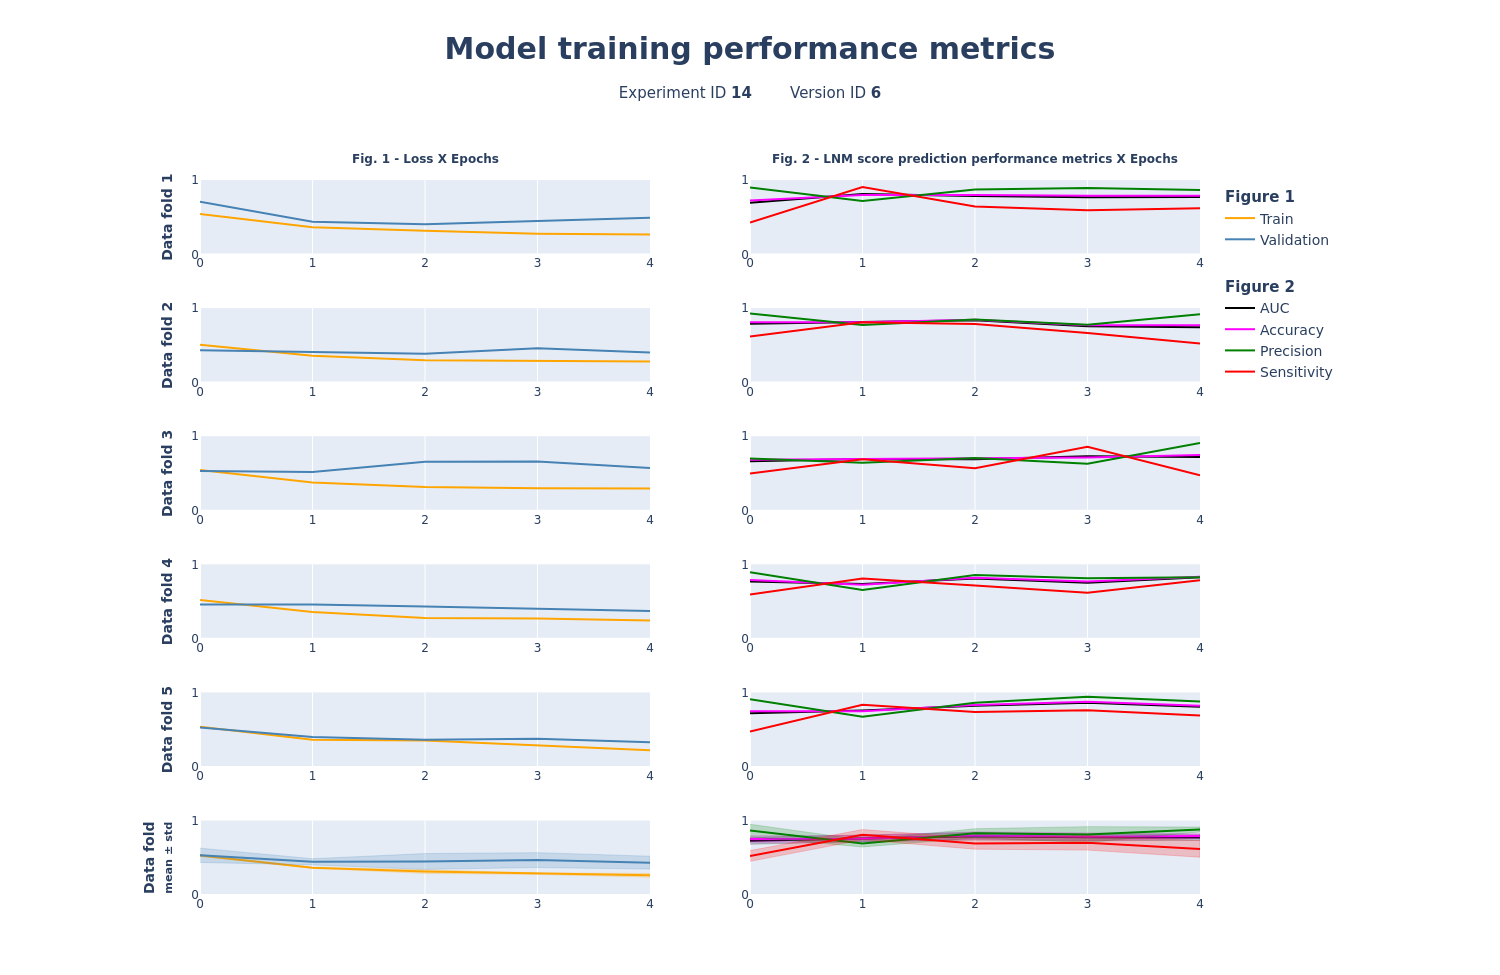 Model training performance metrics
Experiment ID 14 Version ID 6
Fig. 1 - Loss X Epochs
Fig. 2 - LNM score prediction performance metrics X Epochs
Data fold 1
1
0
0 1 2 3 4
1
0
0 1 2 3 4
Figure 1
Train
Validation
Figure 2
AUC
Accuracy
Precision
Sensitivity
Data fold 2
1
0
0 1 2 3 4
1
0
0 1 2 3 4
Data fold 3
1
0
0 1 2 3 4
1
0
0 1 2 3 4
Data fold 4
1
0
0 1 2 3 4
1
0
0 1 2 3 4
Data fold 5
1
0
0 1 2 3 4
1
0
0 1 2 3 4
Data fold
mean ± std
1
0
0 1 2 3 4
1
0
0 1 2 3 4